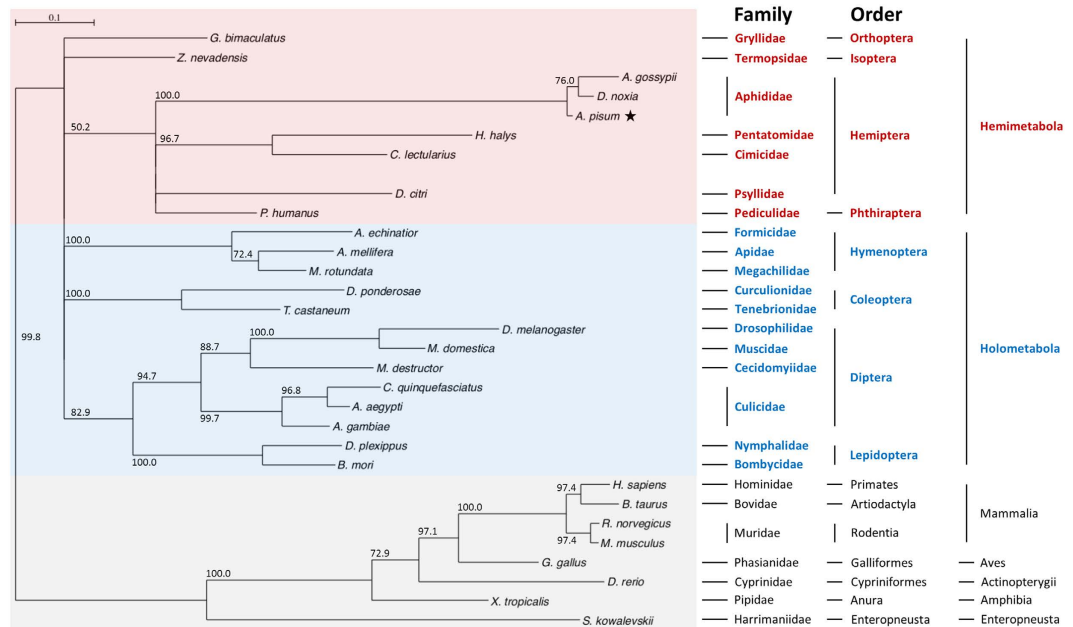 0.1
Family Order
G. bimaculatus Gryllidae Orthoptera
Z. nevadensis Termopsidae Isoptera
76.0 A. gossypii
100.0 D. noxia Aphididae
A. pisum ★
50.2 Hemimetabola
96.7 H. halys Pentatomidae Hemiptera
C. lectularius Cimicidae
D. citri Psyllidae
P. humanus Pediculidae Phthiraptera
100.0 A. echinatior Formicidae
72.4 A. mellifera Apidae Hymenoptera
M. rotundata Megachilidae
100.0 D. ponderosae Curculionidae Coleoptera
T. castaneum Tenebrionidae
99.8 100.0 D. melanogaster Drosophilidae
88.7 M. domestica Muscidae Holometabola
94.7 M. destructor Cecidomyiidae Diptera
96.8 C. quinquefasciatus
82.9 99.7 A. aegypti Culicidae
A. gambiae
D. plexippus Nymphalidae Lepidoptera
100.0 B. mori Bombycidae
97.4 H. sapiens Hominidae Primates
B. taurus Bovidae Artiodactyla
100.0 R. norvegicus Mammalia
97.4 M. musculus Muridae Rodentia
97.1 G. gallus Phasianidae Galliformes Aves
72.9 D. rerio Cyprinidae Cypriniformes Actinopterygii
100.0 X. tropicalis Pipidae Anura Amphibia
S. kowalevskii Harrimaniidae Enteropneusta Enteropneusta